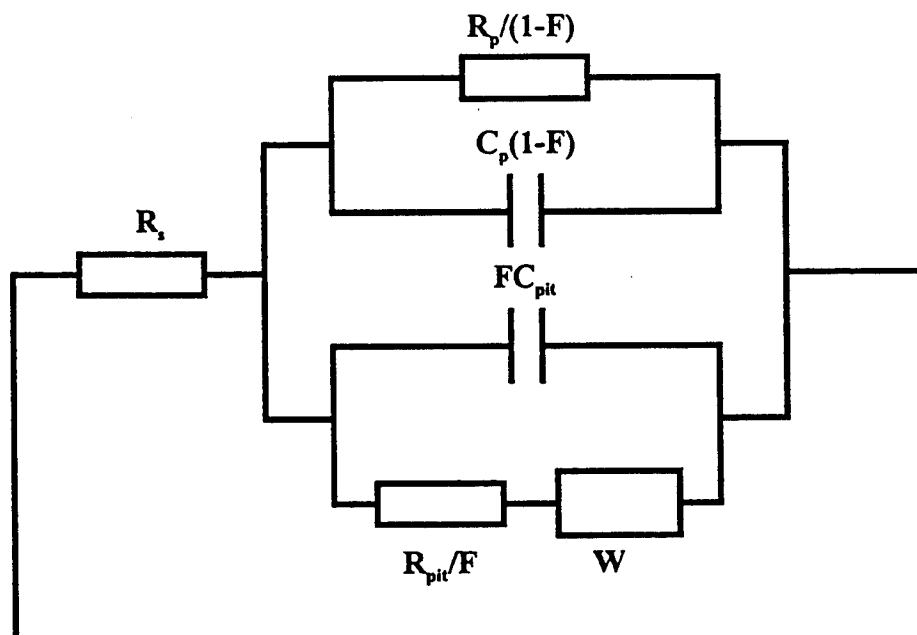 R_p/(1-F)
C_p(1-F)
R_s
FC_pit
R_pit/F
W